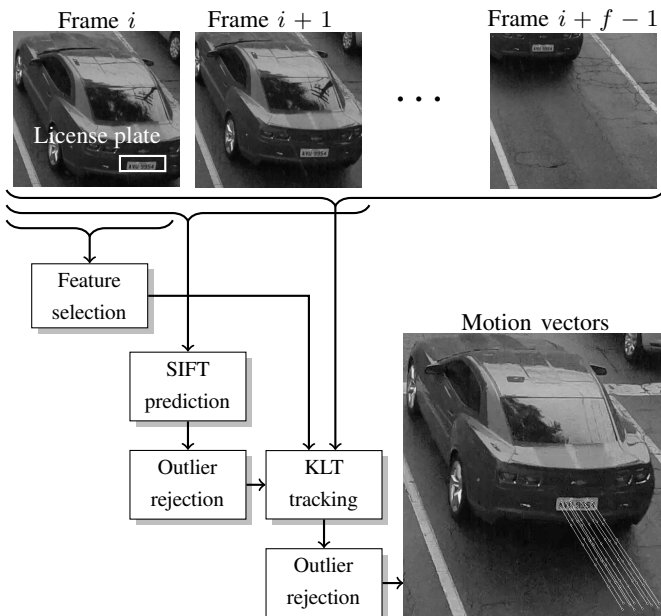 Frame i
Frame i + 1
Frame i + f − 1
. . .
License plate
Feature
selection
Motion vectors
SIFT
prediction
Outlier
rejection
KLT
tracking
Outlier
rejection